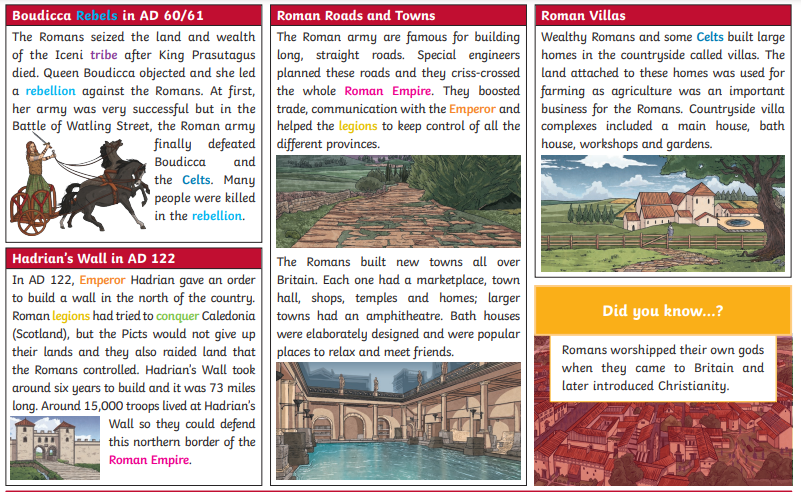 Boudicca Rebels in AD 60/61
The Romans seized the land and wealth
of the Iceni tribe after King Prasutagus
died. Queen Boudicca objected and she led
a rebellion against the Romans. At first,
her army was very successful but in the
Battle of Watling Street, the Roman army
finally defeated
Boudicca and
the Celts. Many
people were killed
in the rebellion.
Hadrian's Wall in AD 122
In AD 122, Emperor Hadrian gave an order
to build a wall in the north of the country.
Roman legions had tried to conquer Caledonia
(Scotland), but the Picts would not give up
their lands and they also raided land that
the Romans controlled. Hadrian's Wall took
around six years to build and it was 73 miles
long. Around 15,000 troops lived at Hadrian's
Wall so they could defend
this northern border of the
Roman Empire.
Roman Roads and Towns
The Roman army are famous for building
long, straight roads. Special engineers
planned these roads and they criss-crossed
the whole Roman Empire. They boosted
trade, communication with the Emperor and
helped the legions to keep control of all the
different provinces.
The Romans built new towns all over
Britain. Each one had a marketplace, town
hall, shops, temples and homes; larger
towns had an amphitheatre. Bath houses
were elaborately designed and were popular
places to relax and meet friends.
Roman Villas
Wealthy Romans and some Celts built large
homes in the countryside called villas. The
land attached to these homes was used for
farming as agriculture was an important
business for the Romans. Countryside villa
complexes included a main house, bath
house, workshops and gardens.
Did you know...?
Romans worshipped their own gods
when they came to Britain and
later introduced Christianity.